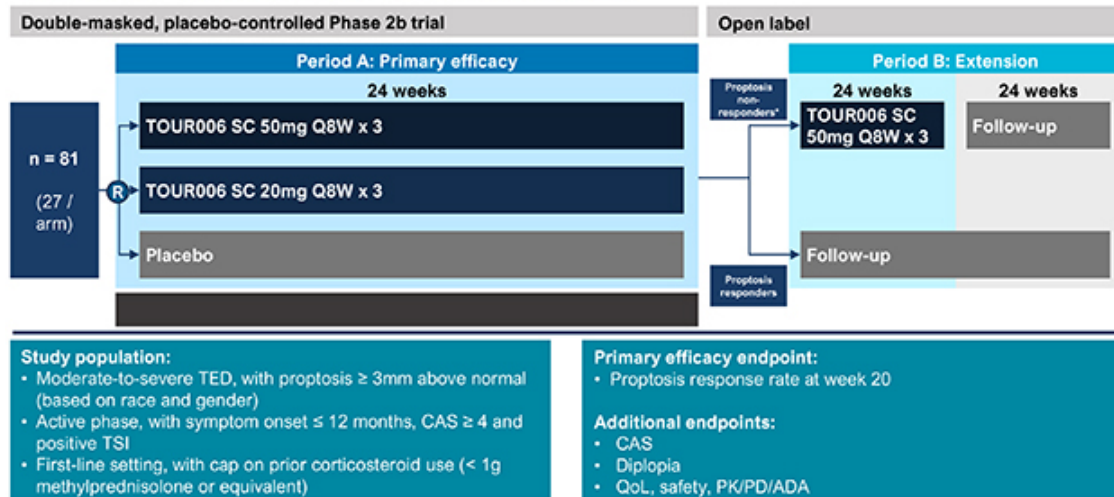 Double-masked, placebo-controlled Phase 2b trial
Open label
Period A: Primary efficacy
Period B: Extension
24 weeks
Proptosis
non-
responders*
24 weeks
24 weeks
n = 81
(27 /
arm)
R
TOUR006 SC 50mg Q8W x 3
TOUR006 SC
50mg Q8W x 3
Follow-up
TOUR006 SC 20mg Q8W x 3
Placebo
Follow-up
Proptosis
responders
Study population:
• Moderate-to-severe TED, with proptosis ≥ 3mm above normal
(based on race and gender)
• Active phase, with symptom onset ≤ 12 months, CAS ≥ 4 and
positive TSI
• First-line setting, with cap on prior corticosteroid use (< 1g
methylprednisolone or equivalent)
Primary efficacy endpoint:
• Proptosis response rate at week 20
Additional endpoints:
• CAS
• Diplopia
• QoL, safety, PK/PD/ADA